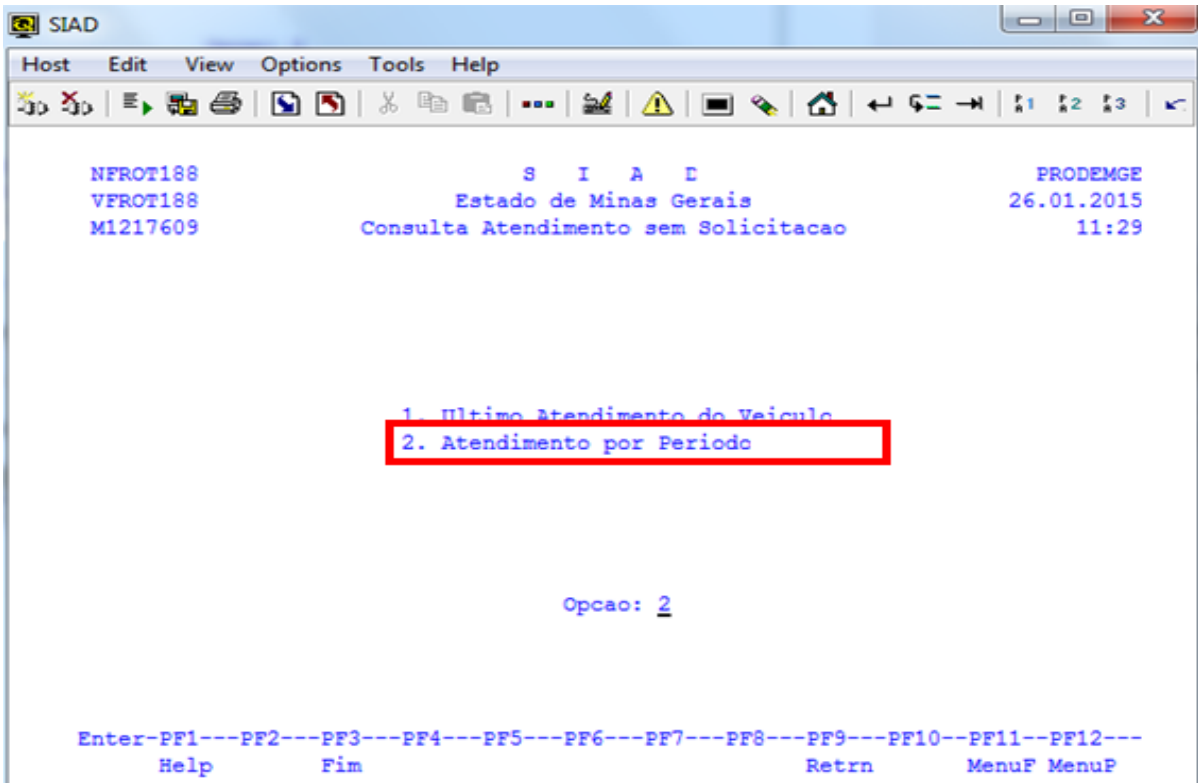 SIAD
Host Edit View Options Tools Help
NFROT188 S I A D PRODEMGE
VFROT188 Estado de Minas Gerais 26.01.2015
M1217609 Consulta Atendimento sem Solicitacao 11:29
1. Ultimo Atendimento do Veiculo
2. Atendimento por Periodo
Opcao: 2
Enter-PF1---PF2---PF3---PF4---PF5---PF6---PF7---PF8---PF9---PF10--PF11--PF12---
Help Fim Retrn MenuF MenuP